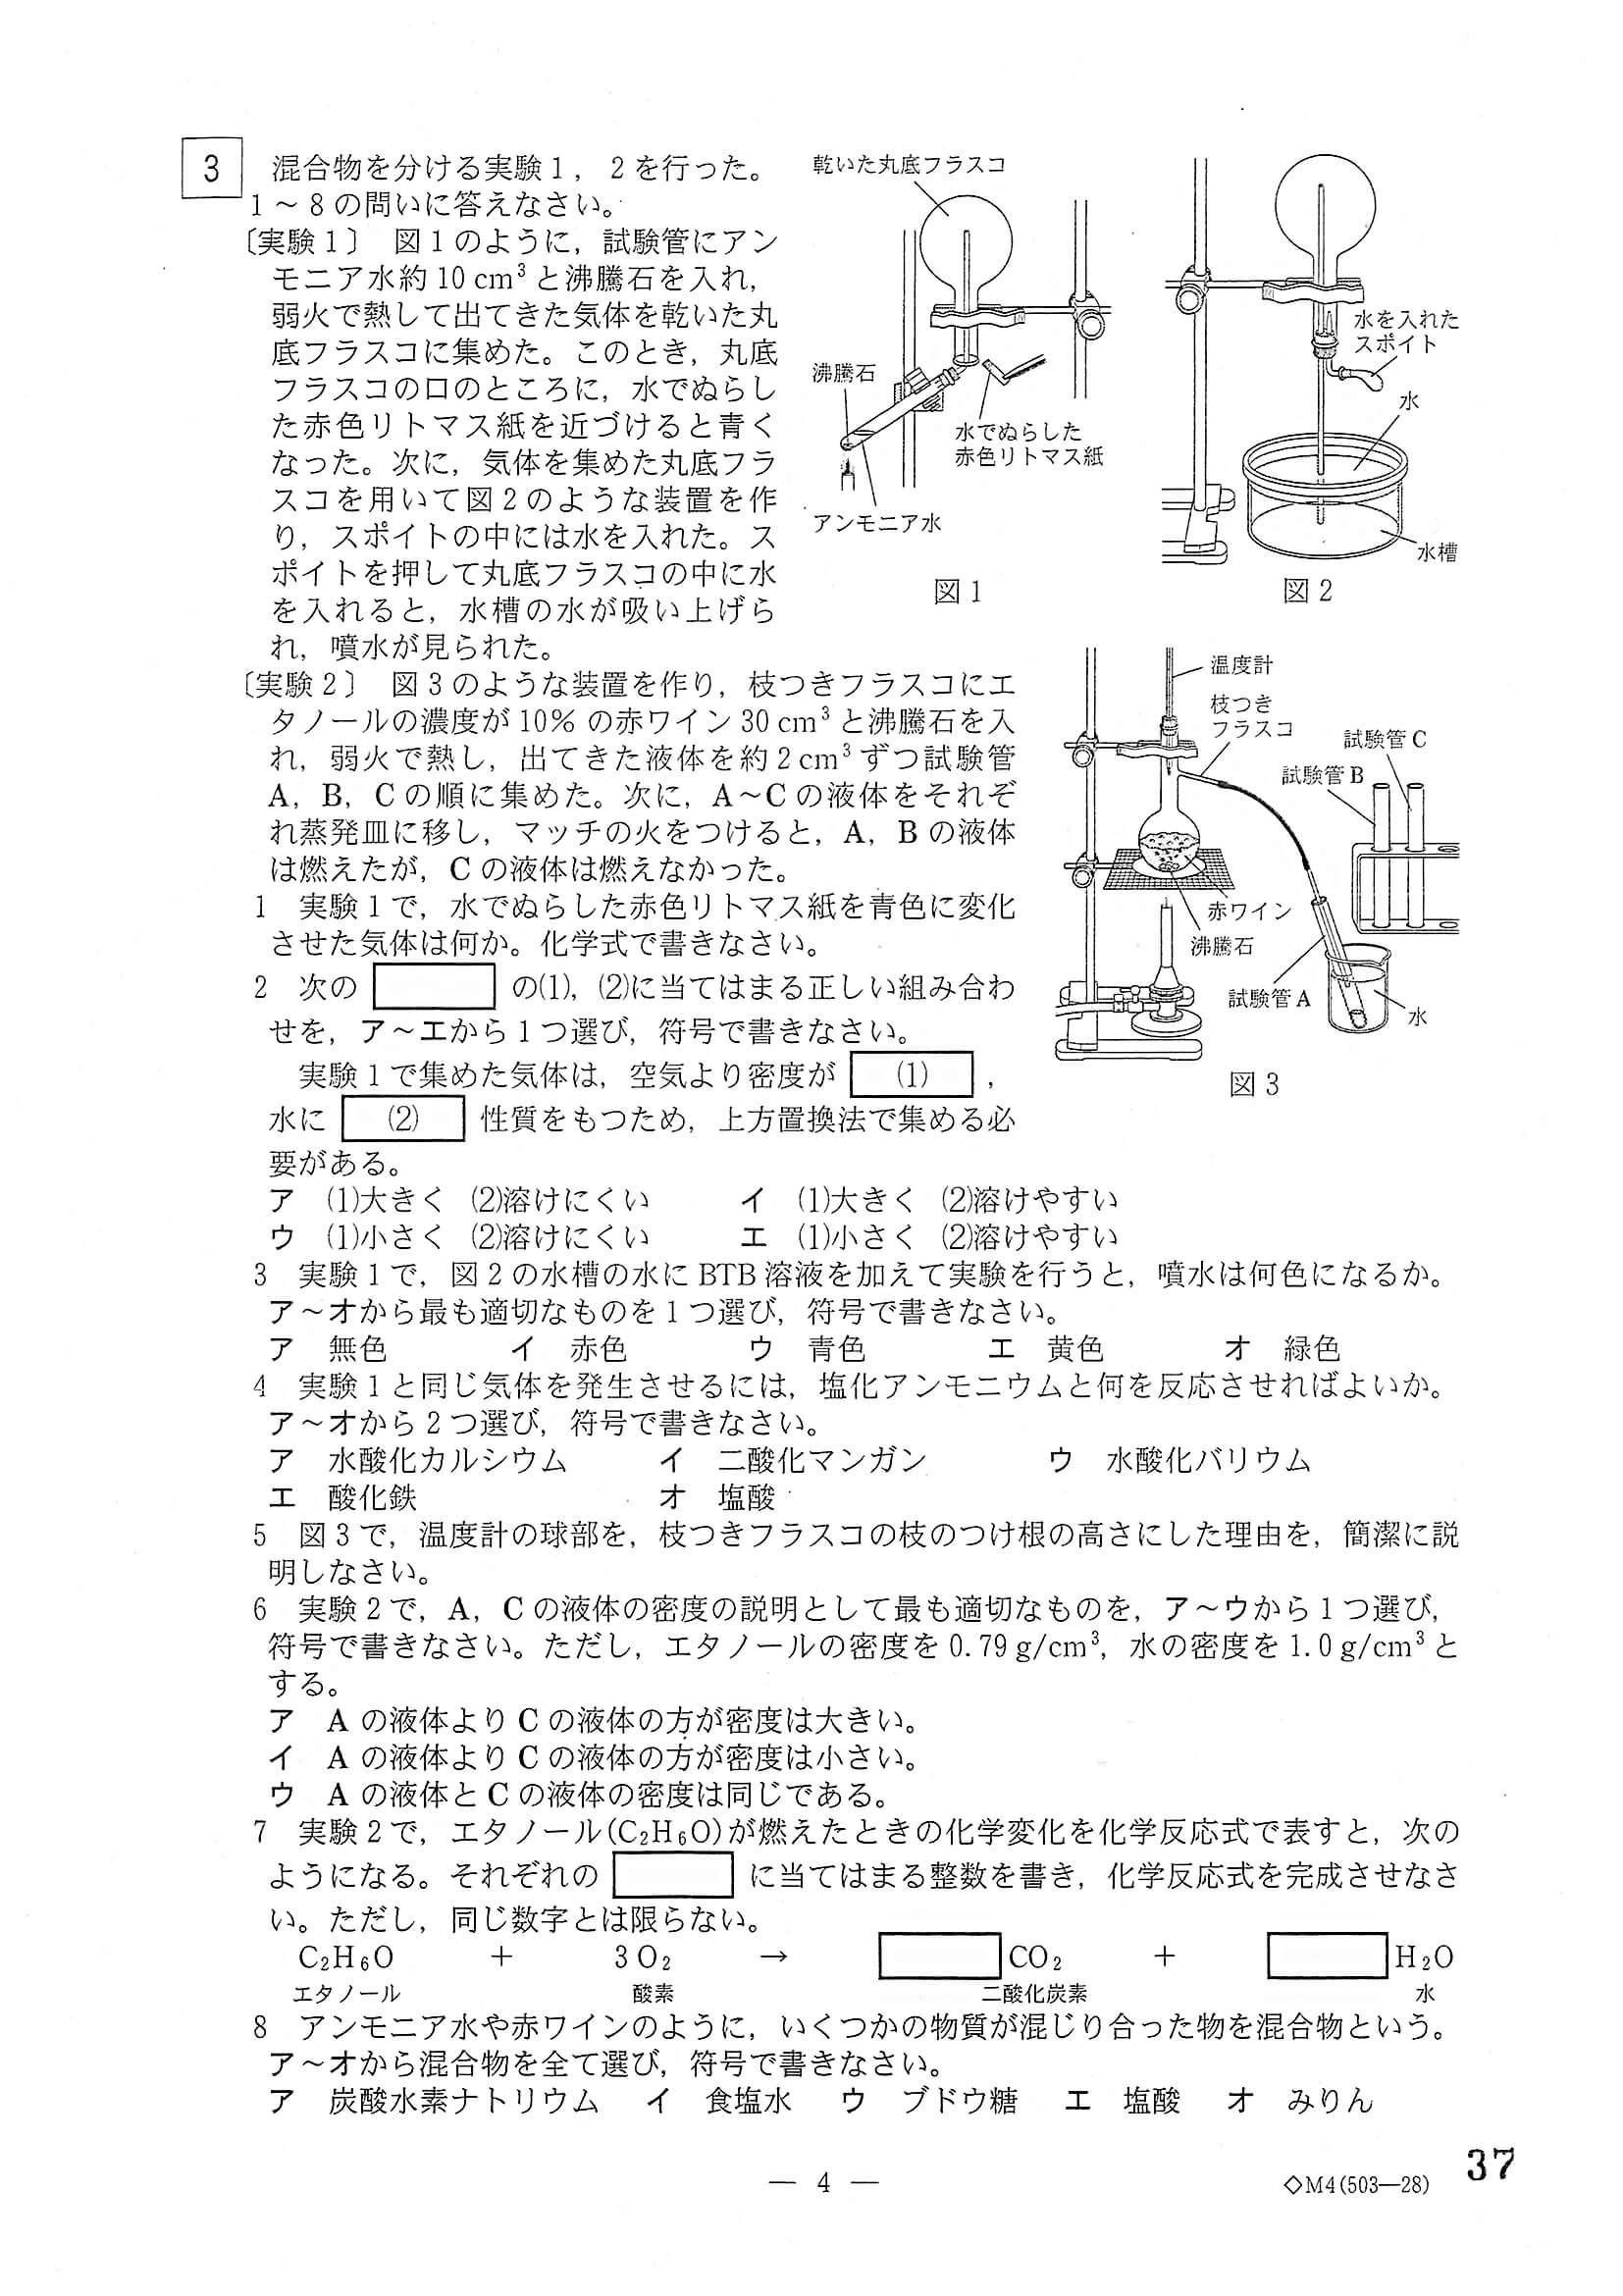 3 混合物を分ける実験1，2を行った。
1～8の問いに答えなさい。
〔実験1〕 図1のように，試験管にアン
モニア水約10 cm³と沸騰石を入れ，
弱火で熱して出てきた気体を乾いた丸
底フラスコに集めた。このとき，丸底
フラスコの口のところに，水でぬらし
た赤色リトマス紙を近づけると青く
なった。次に，気体を集めた丸底フラ
スコを用いて図2のような装置を作
り，スポイトの中には水を入れた。ス
ポイトを押して丸底フラスコの中に水
を入れると，水槽の水が吸い上げら
れ，噴水が見られた。
乾いた丸底フラスコ
沸騰石
水でぬらした
赤色リトマス紙
アンモニア水
図1
水を入れた
スポイト
水
水槽
図2
〔実験2〕 図3のような装置を作り，枝つきフラスコにエ
タノールの濃度が10％の赤ワイン30 cm³と沸騰石を入
れ，弱火で熱し，出てきた液体を約2 cm³ずつ試験管
A，B，Cの順に集めた。次に，A～Cの液体をそれぞ
れ蒸発皿に移し，マッチの火をつけると，A，Bの液体
は燃えたが，Cの液体は燃えなかった。
温度計
枝つき
フラスコ
試験管C
試験管B
赤ワイン
沸騰石
試験管A
水
図3
1 実験1で，水でぬらした赤色リトマス紙を青色に変化
させた気体は何か。化学式で書きなさい。
2 次の の(1)，(2)に当てはまる正しい組み合わ
せを，ア～エから1つ選び，符号で書きなさい。
実験1で集めた気体は，空気より密度が (1) ，
水に (2) 性質をもつため，上方置換法で集める必
要がある。
ア (1)大きく (2)溶けにくい イ (1)大きく (2)溶けやすい
ウ (1)小さく (2)溶けにくい エ (1)小さく (2)溶けやすい
3 実験1で，図2の水槽の水にBTB溶液を加えて実験を行うと，噴水は何色になるか。
ア～オから最も適切なものを1つ選び，符号で書きなさい。
ア 無色 イ 赤色 ウ 青色 エ 黄色 オ 緑色
4 実験1と同じ気体を発生させるには，塩化アンモニウムと何を反応させればよいか。
ア～オから2つ選び，符号で書きなさい。
ア 水酸化カルシウム イ 二酸化マンガン ウ 水酸化バリウム
エ 酸化鉄 オ 塩酸
5 図3で，温度計の球部を，枝つきフラスコの枝のつけ根の高さにした理由を，簡潔に説
明しなさい。
6 実験2で，A，Cの液体の密度の説明として最も適切なものを，ア～ウから1つ選び，
符号で書きなさい。ただし，エタノールの密度を0.79 g/cm³，水の密度を1.0 g/cm³と
する。
ア Aの液体よりCの液体の方が密度は大きい。
イ Aの液体よりCの液体の方が密度は小さい。
ウ Aの液体とCの液体の密度は同じである。
7 実験2で，エタノール(C₂H₆O)が燃えたときの化学変化を化学反応式で表すと，次の
ようになる。それぞれの に当てはまる整数を書き，化学反応式を完成させなさ
い。ただし，同じ数字とは限らない。
C₂H₆O + 3 O₂ → CO₂ + H₂O
エタノール 酸素 二酸化炭素 水
8 アンモニア水や赤ワインのように，いくつかの物質が混じり合った物を混合物という。
ア～オから混合物を全て選び，符号で書きなさい。
ア 炭酸水素ナトリウム イ 食塩水 ウ ブドウ糖 エ 塩酸 オ みりん
— 4 —
◇M4(503—28)
37